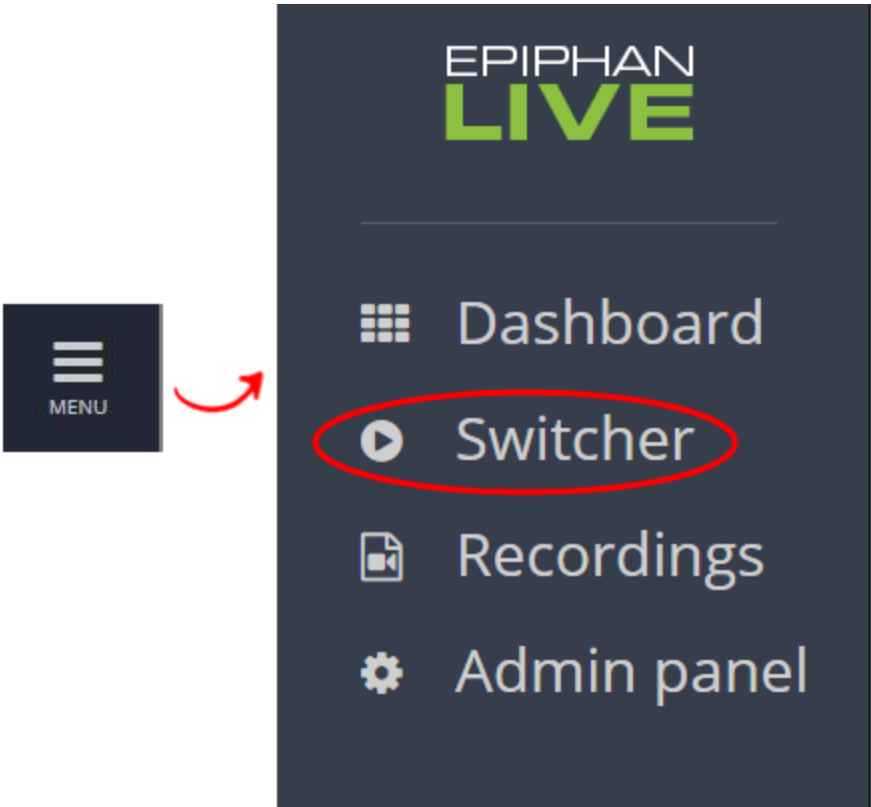 MENU
EPIPHAN
LIVE
Dashboard
Switcher
Recordings
Admin panel